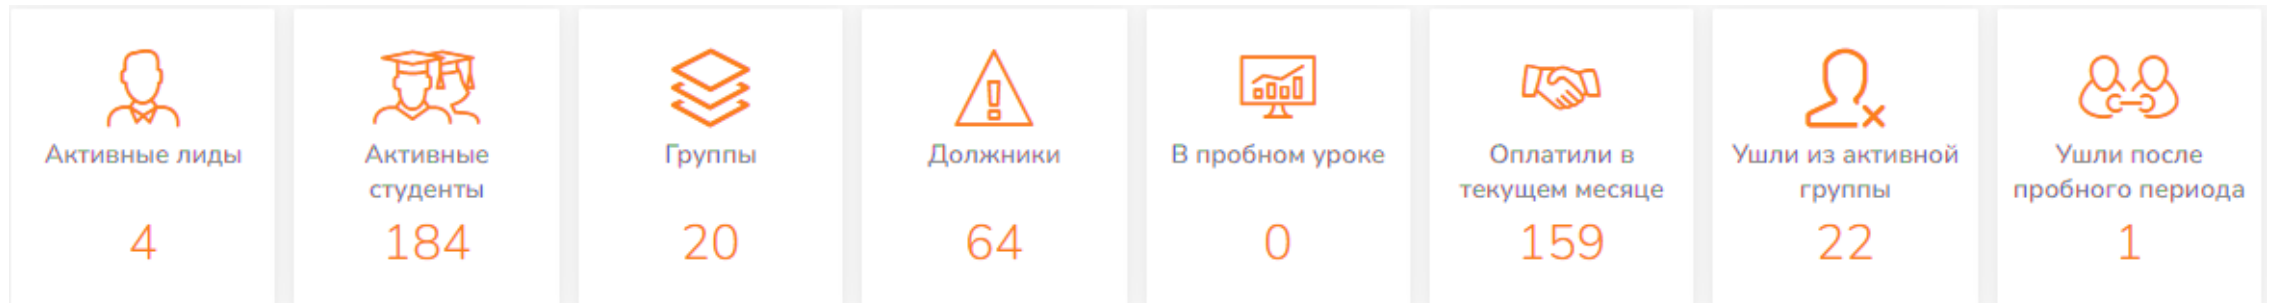 Активные лиды
4
Активные
студенты
184
Группы
20
Должники
64
В пробном уроке
0
Оплатили в
текущем месяце
159
Ушли из активной
группы
22
Ушли после
пробного периода
1